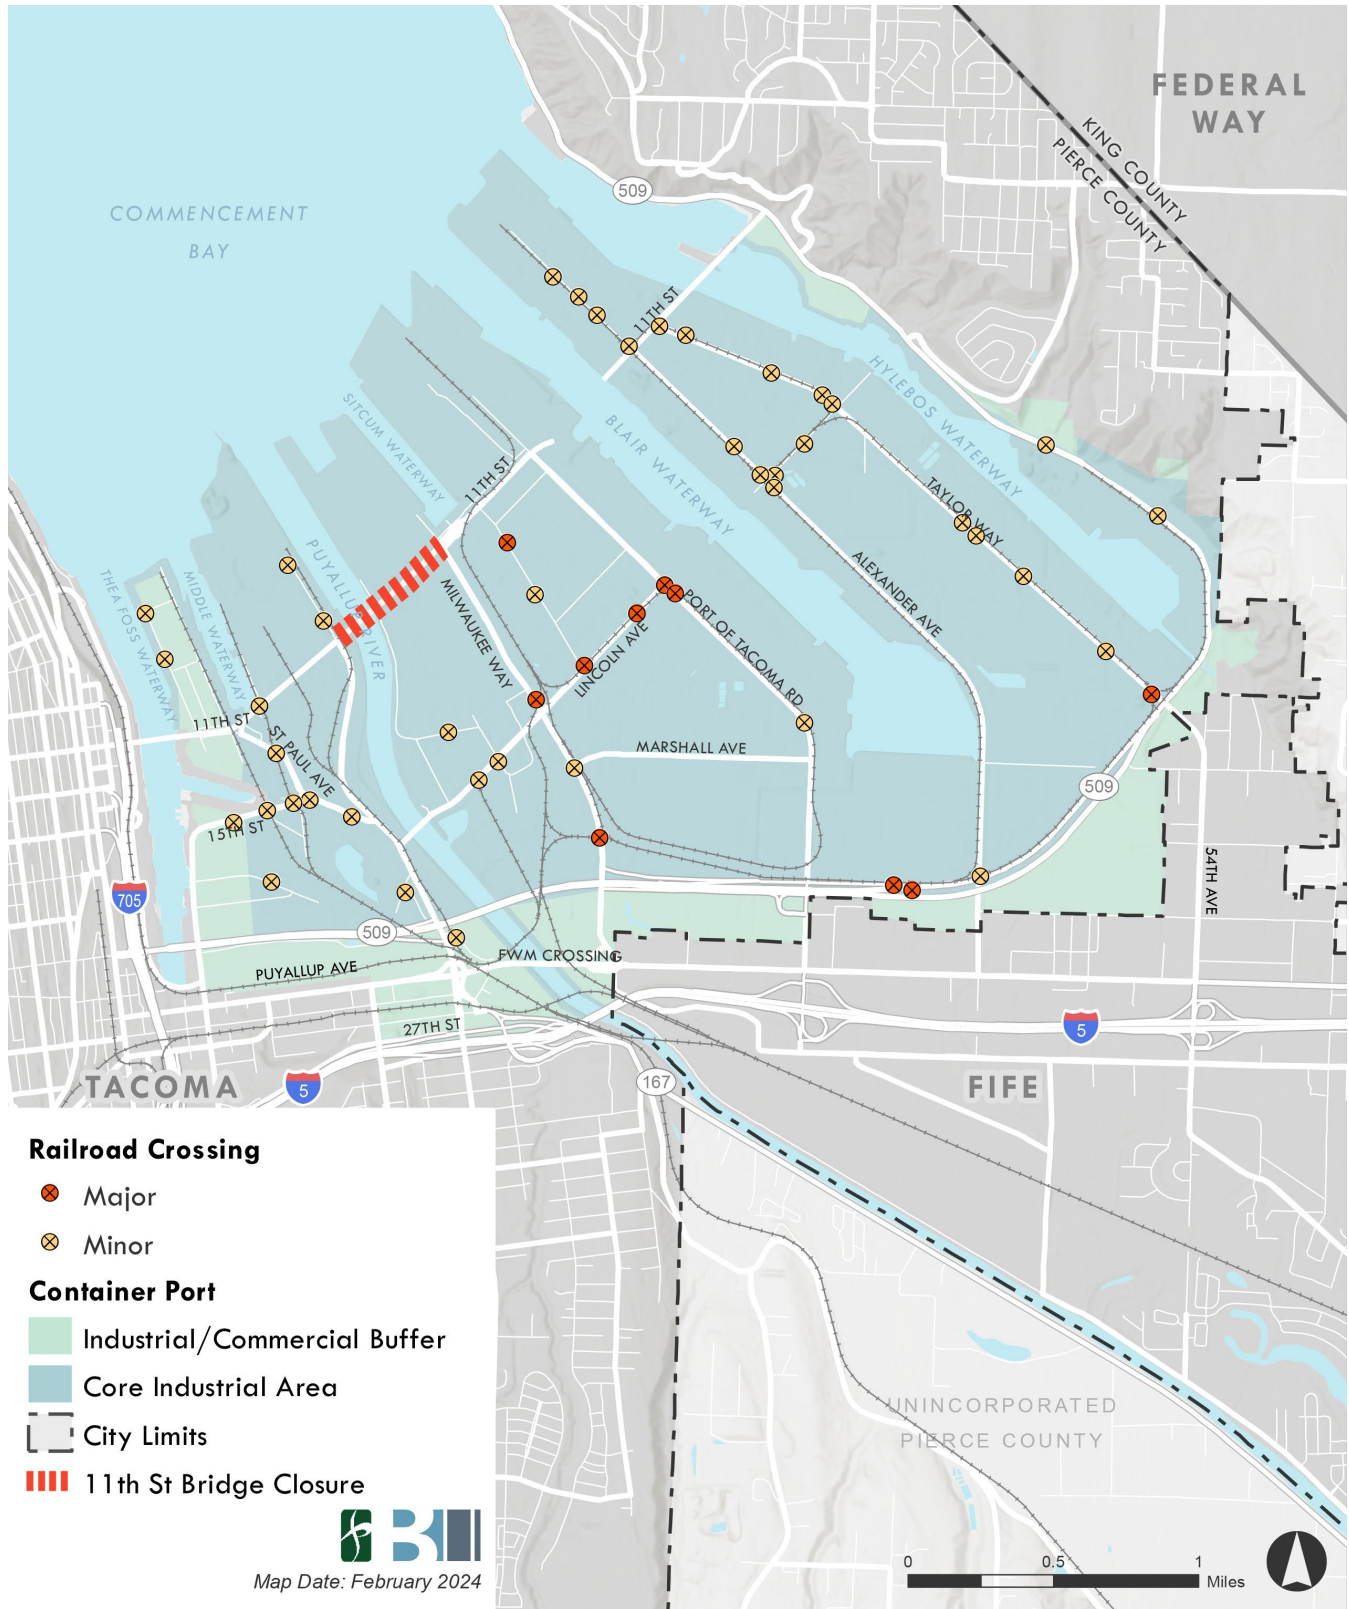 FEDERAL
WAY
KING COUNTY
PIERCE COUNTY
509
COMMENCEMENT
BAY
11TH ST
HYLEBOS WATERWAY
SITCUM WATERWAY
BLAIR WATERWAY
11TH ST
TAYLOR WAY
PUYALLUP RIVER
ALEXANDER AVE
THEA FOSS WATERWAY
MIDDLE WATERWAY
MILWAUKEE WAY
PORT OF TACOMA RD
LINCOLN AVE
11TH ST
ST PAUL AVE
MARSHALL AVE
509
15TH ST
54TH AVE
705
509
FWM CROSSING
PUYALLUP AVE
27TH ST
5
TACOMA
5
167
FIFE
Railroad Crossing
Major
Minor
Container Port
Industrial/Commercial Buffer
Core Industrial Area
City Limits
11th St Bridge Closure
Map Date: February 2024
UNINCORPORATED
PIERCE COUNTY
0 0.5 1
Miles